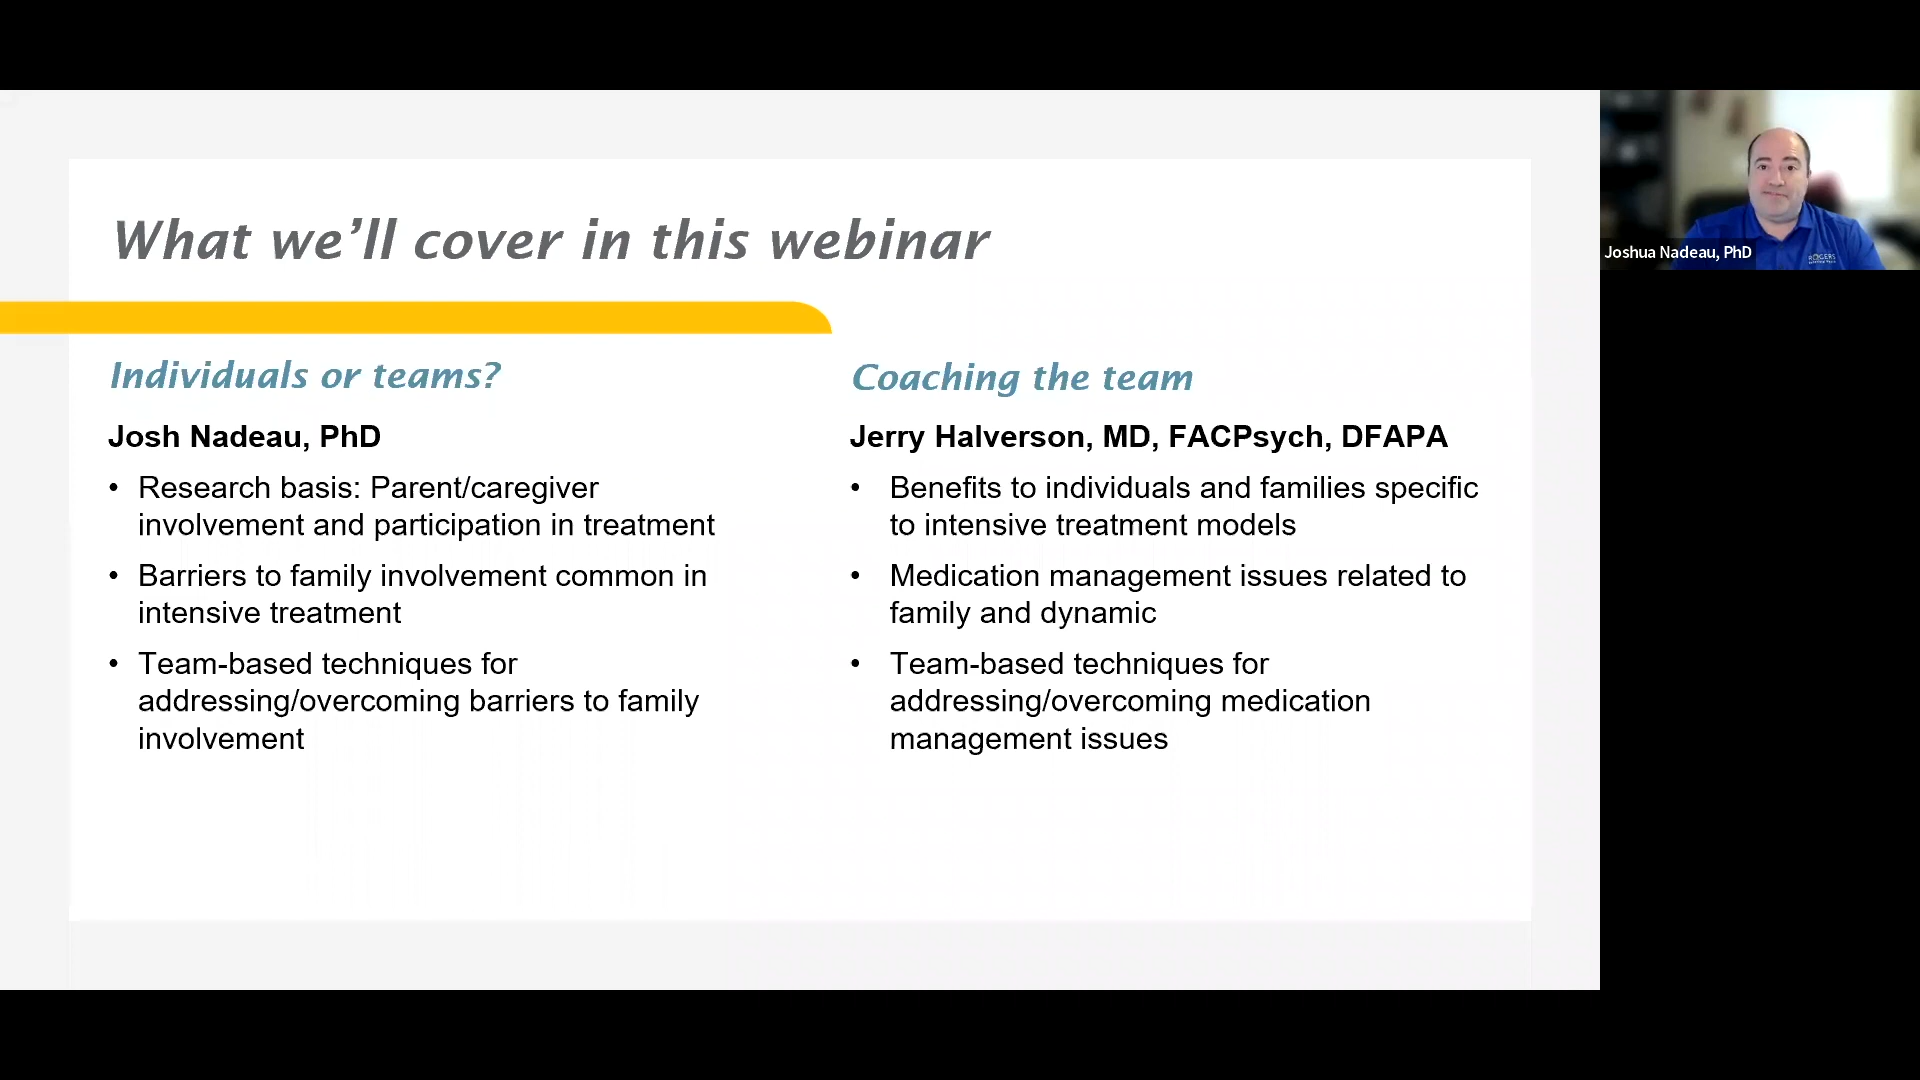 What we’ll cover in this webinar
Individuals or teams?
Josh Nadeau, PhD
• Research basis: Parent/caregiver
involvement and participation in treatment
• Barriers to family involvement common in
intensive treatment
• Team-based techniques for
addressing/overcoming barriers to family
involvement
Coaching the team
Jerry Halverson, MD, FACPsych, DFAPA
• Benefits to individuals and families specific
to intensive treatment models
• Medication management issues related to
family and dynamic
• Team-based techniques for
addressing/overcoming medication
management issues
Joshua Nadeau, PhD
ROGERS